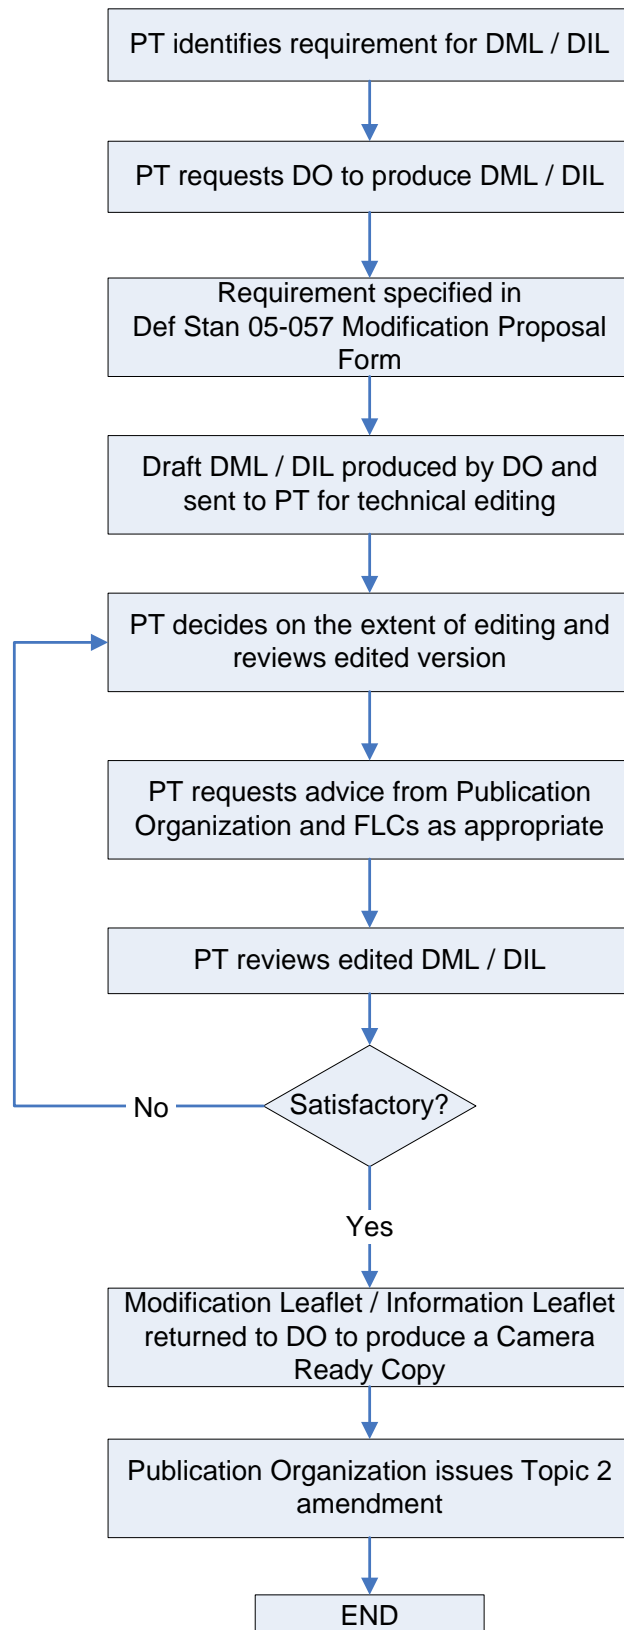 PT identifies requirement for DML / DIL
PT requests DO to produce DML / DIL
Requirement specified in
Def Stan 05-057 Modification Proposal
Form
Draft DML / DIL produced by DO and
sent to PT for technical editing
PT decides on the extent of editing and
reviews edited version
PT requests advice from Publication
Organization and FLCs as appropriate
PT reviews edited DML / DIL
Satisfactory?
No
Yes
Modification Leaflet / Information Leaflet
returned to DO to produce a Camera
Ready Copy
Publication Organization issues Topic 2
amendment
END